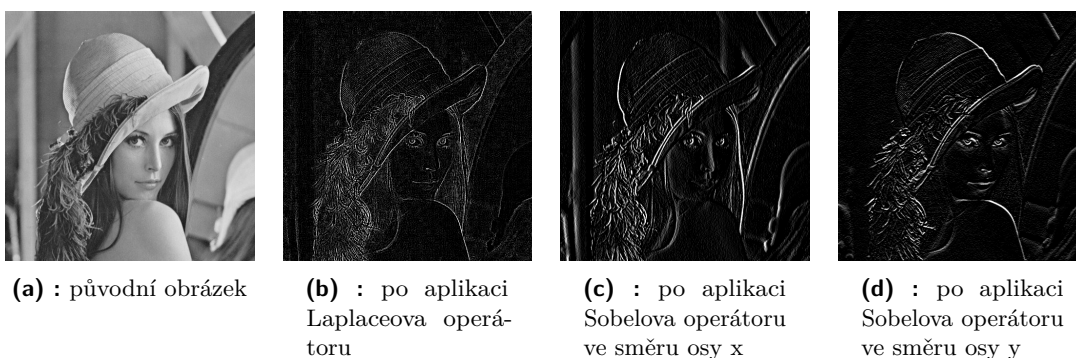 (a) : původní obrázek
(b) : po aplikaci
Laplaceova operá-
toru
(c) : po aplikaci
Sobelova operátoru
ve směru osy x
(d) : po aplikaci
Sobelova operátoru
ve směru osy y